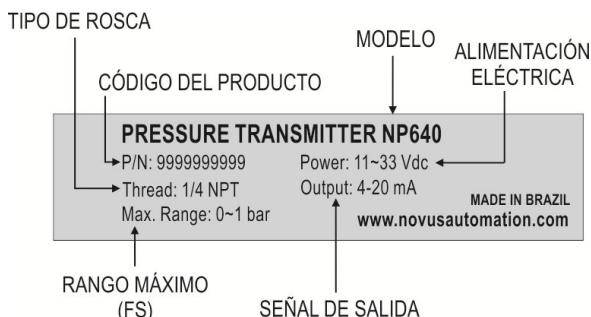 TIPO DE ROSCA
MODELO
ALIMENTACIÓN
ELÉCTRICA
CÓDIGO DEL PRODUCTO
PRESSURE TRANSMITTER NP640
P/N: 9999999999
Power: 11~33 Vdc
Thread: 1/4 NPT
Output: 4-20 mA
Max. Range: 0~1 bar
MADE IN BRAZIL
www.novusautomation.com
RANGO MÁXIMO
(FS)
SEÑAL DE SALIDA